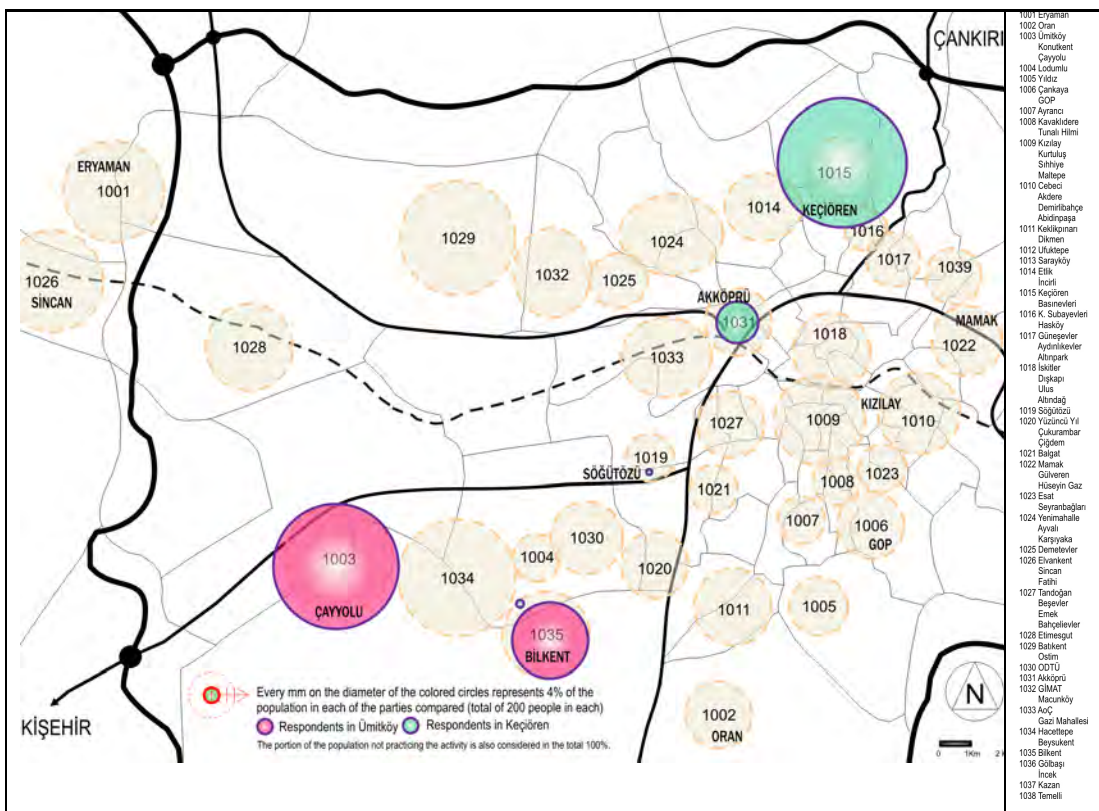 ÇANKIRI
ERYAMAN
1001
1015
KEÇİÖREN
1014
1016
1029
1024
1032
1025
1017
1039
1026
SİNCAN
AKKÖPRÜ
1031
MAMAK
1028
1033
1018
1022
KIZILAY
1027
1009
1010
1019
SÖĞÜTÖZÜ
1021
1008
1023
1007
1006
GOP
1003
ÇAYYOLU
1034
1004
1030
1020
1011
1005
1035
BİLKENT
1002
ORAN
KİŞEHİR
Every mm on the diameter of the colored circles represents 4% of the
population in each of the parties compared (total of 200 people in each)
Respondents in Ümitköy
Respondents in Keçiören
The portion of the population not practicing the activity is also considered in the total 100%.
N
0 1Km 2
1001 Eryaman
1002 Oran
1003 Ümitköy
Konutkent
Çayyolu
1004 Lodumlu
1005 Yıldız
1006 Çankaya
GOP
1007 Ayrancı
1008 Kavaklıdere
Tunalı Hilmi
1009 Kızılay
Kurtuluş
Sıhhiye
Maltepe
1010 Cebeci
Akdere
Demirlibahçe
Abidinpaşa
1011 Keklikpınarı
Dikmen
1012 Ufuktepe
1013 Sarayköy
1014 Etlik
İncirli
1015 Keçiören
Basınevleri
1016 K. Subayevleri
Hasköy
1017 Güneşevler
Aydınlıkevler
Altınpark
1018 İskitler
Dışkapı
Ulus
Altındağ
1019 Söğütözü
1020 Yüzüncü Yıl
Çukurambar
Çiğdem
1021 Balgat
1022 Mamak
Gülveren
Hüseyin Gaz
1023 Esat
Seyranbağları
1024 Yenimahalle
Ayvalı
Karşıyaka
1025 Demetevler
1026 Elvankent
Sincan
Fatihi
1027 Tandoğan
Beşevler
Emek
Bahçelievler
1028 Etimesgut
1029 Batıkent
Ostim
1030 ODTÜ
1031 Akköprü
1032 GİMAT
Macunköy
1033 AoÇ
Gazi Mahallesi
1034 Hacettepe
Beysukent
1035 Bilkent
1036 Gölbaşı
İncek
1037 Kazan
1038 Temelli